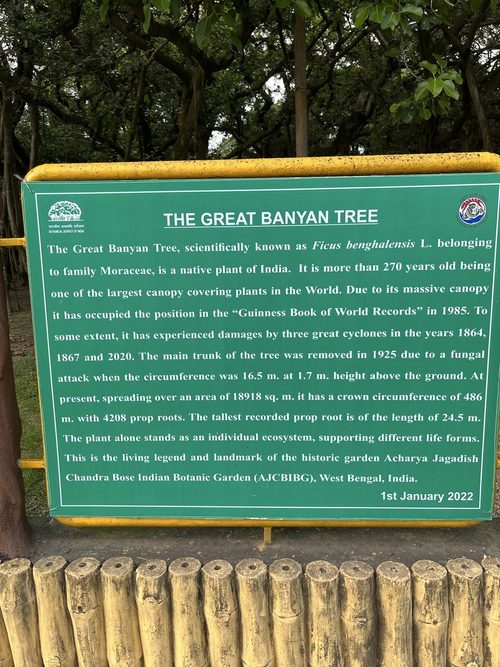 THE GREAT BANYAN TREE
BOTANICAL SURVEY OF INDIA
The Great Banyan Tree, scientifically known as Ficus benghalensis L. belonging
to family Moraceae, is a native plant of India. It is more than 270 years old being
one of the largest canopy covering plants in the World. Due to its massive canopy
it has occupied the position in the “Guinness Book of World Records” in 1985. To
some extent, it has experienced damages by three great cyclones in the years 1864,
1867 and 2020. The main trunk of the tree was removed in 1925 due to a fungal
attack when the circumference was 16.5 m. at 1.7 m. height above the ground. At
present, spreading over an area of 18918 sq. m. it has a crown circumference of 486
m. with 4208 prop roots. The tallest recorded prop root is of the length of 24.5 m.
The plant alone stands as an individual ecosystem, supporting different life forms.
This is the living legend and landmark of the historic garden Acharya Jagadish
Chandra Bose Indian Botanic Garden (AJCBIBG), West Bengal, India.
1st January 2022